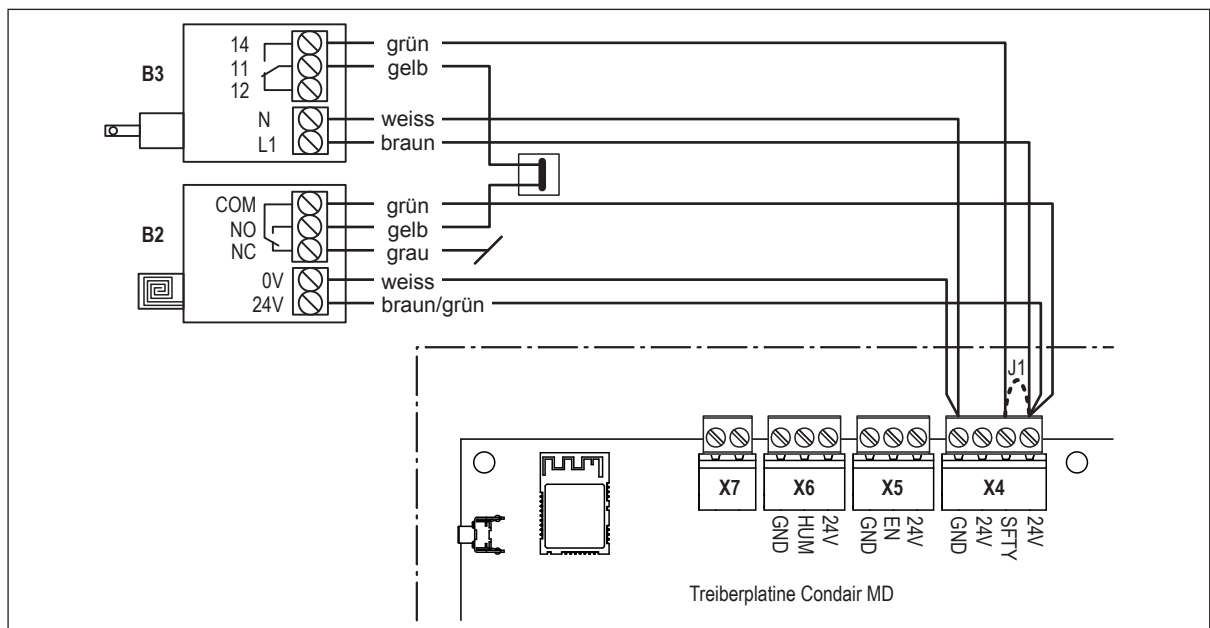 B3
14
11
12
N
L1
grün
gelb
weiss
braun
B2
COM
NO
NC
0V
24V
grün
gelb
grau
weiss
braun/grün
J1
X7
X6
X5
X4
GND
HUM
24V
GND
EN
24V
GND
24V
SFTY
24V
Treiberplatine Condair MD